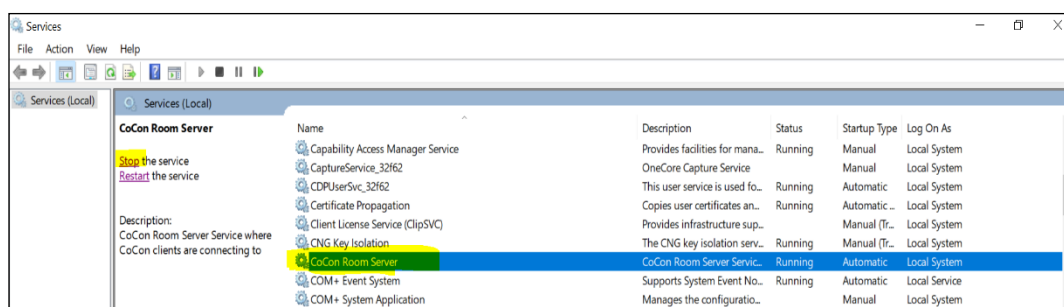 Services
File Action View Help
Services (Local)
Services (Local)
CoCon Room Server
Stop the service
Restart the service
Description:
CoCon Room Server Service where
CoCon clients are connecting to
Name Description Status Startup Type Log On As
Capability Access Manager Service Provides facilities for mana... Running Manual Local System
CaptureService_32f62 OneCore Capture Service Manual Local System
CDPUserSvc_32f62 This user service is used fo... Running Automatic Local System
Certificate Propagation Copies user certificates an... Running Automatic ... Local System
Client License Service (ClipSVC) Provides infrastructure sup... Manual (Tr... Local System
CNG Key Isolation The CNG key isolation serv... Running Manual (Tr... Local System
CoCon Room Server CoCon Room Server Servic... Running Automatic Local System
COM+ Event System Supports System Event No... Running Automatic Local Service
COM+ System Application Manages the configuratio... Manual Local System